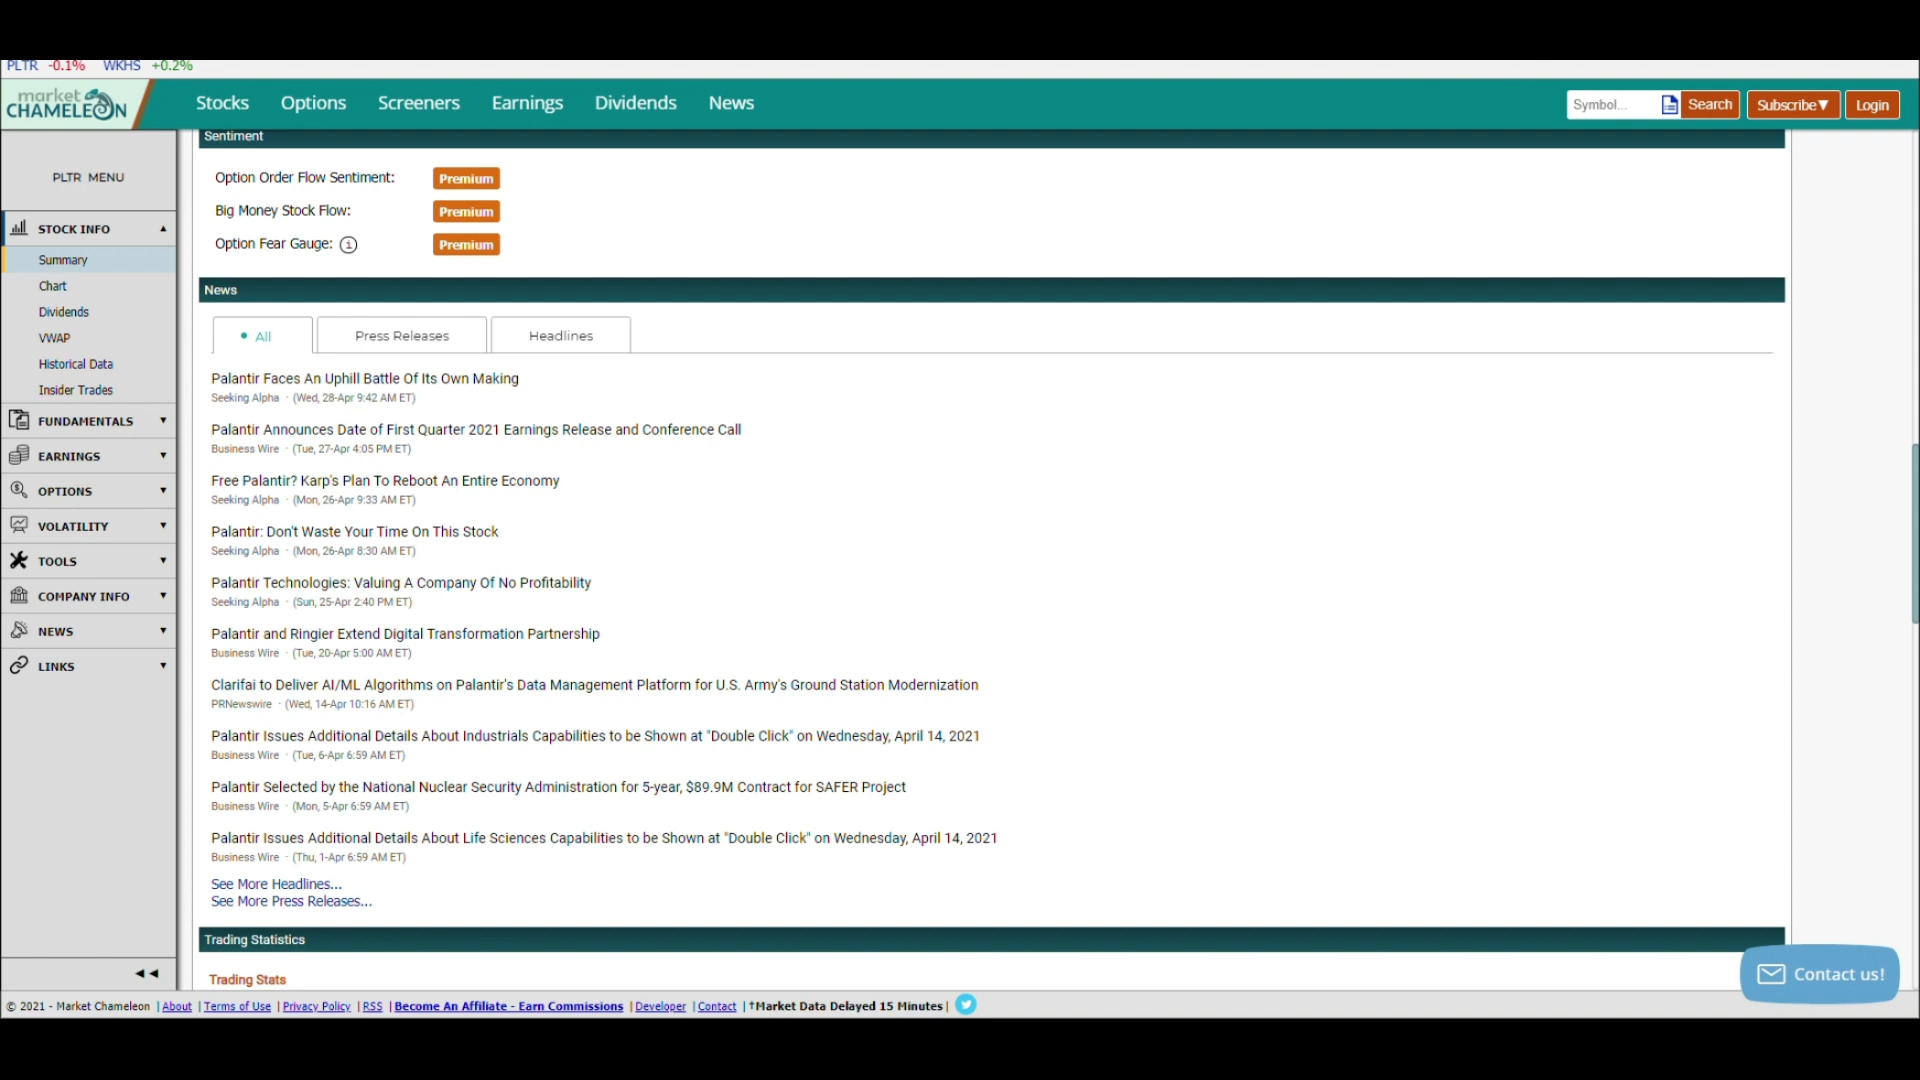 PLTR -0.1% WKHS +0.2%
market
CHAMELEON
Stocks Options Screeners Earnings Dividends News
Symbol... Search Subscribe▼ Login
PLTR MENU
STOCK INFO ▲
Summary
Chart
Dividends
VWAP
Historical Data
Insider Trades
FUNDAMENTALS ▼
EARNINGS ▼
OPTIONS ▼
VOLATILITY ▼
TOOLS ▼
COMPANY INFO ▼
NEWS ▼
LINKS ▼
◄◄
Sentiment
Option Order Flow Sentiment: Premium
Big Money Stock Flow: Premium
Option Fear Gauge: i Premium
News
• All Press Releases Headlines
Palantir Faces An Uphill Battle Of Its Own Making
Seeking Alpha · (Wed, 28-Apr 9:42 AM ET)
Palantir Announces Date of First Quarter 2021 Earnings Release and Conference Call
Business Wire · (Tue, 27-Apr 4:05 PM ET)
Free Palantir? Karp's Plan To Reboot An Entire Economy
Seeking Alpha · (Mon, 26-Apr 9:33 AM ET)
Palantir: Don't Waste Your Time On This Stock
Seeking Alpha · (Mon, 26-Apr 8:30 AM ET)
Palantir Technologies: Valuing A Company Of No Profitability
Seeking Alpha · (Sun, 25-Apr 2:40 PM ET)
Palantir and Ringier Extend Digital Transformation Partnership
Business Wire · (Tue, 20-Apr 5:00 AM ET)
Clarifai to Deliver AI/ML Algorithms on Palantir's Data Management Platform for U.S. Army's Ground Station Modernization
PRNewswire · (Wed, 14-Apr 10:16 AM ET)
Palantir Issues Additional Details About Industrials Capabilities to be Shown at "Double Click" on Wednesday, April 14, 2021
Business Wire · (Tue, 6-Apr 6:59 AM ET)
Palantir Selected by the National Nuclear Security Administration for 5-year, $89.9M Contract for SAFER Project
Business Wire · (Mon, 5-Apr 6:59 AM ET)
Palantir Issues Additional Details About Life Sciences Capabilities to be Shown at "Double Click" on Wednesday, April 14, 2021
Business Wire · (Thu, 1-Apr 6:59 AM ET)
See More Headlines...
See More Press Releases...
Trading Statistics
Trading Stats
Contact us!
© 2021 - Market Chameleon | About | Terms of Use | Privacy Policy | RSS | Become An Affiliate - Earn Commissions | Developer | Contact | †Market Data Delayed 15 Minutes |